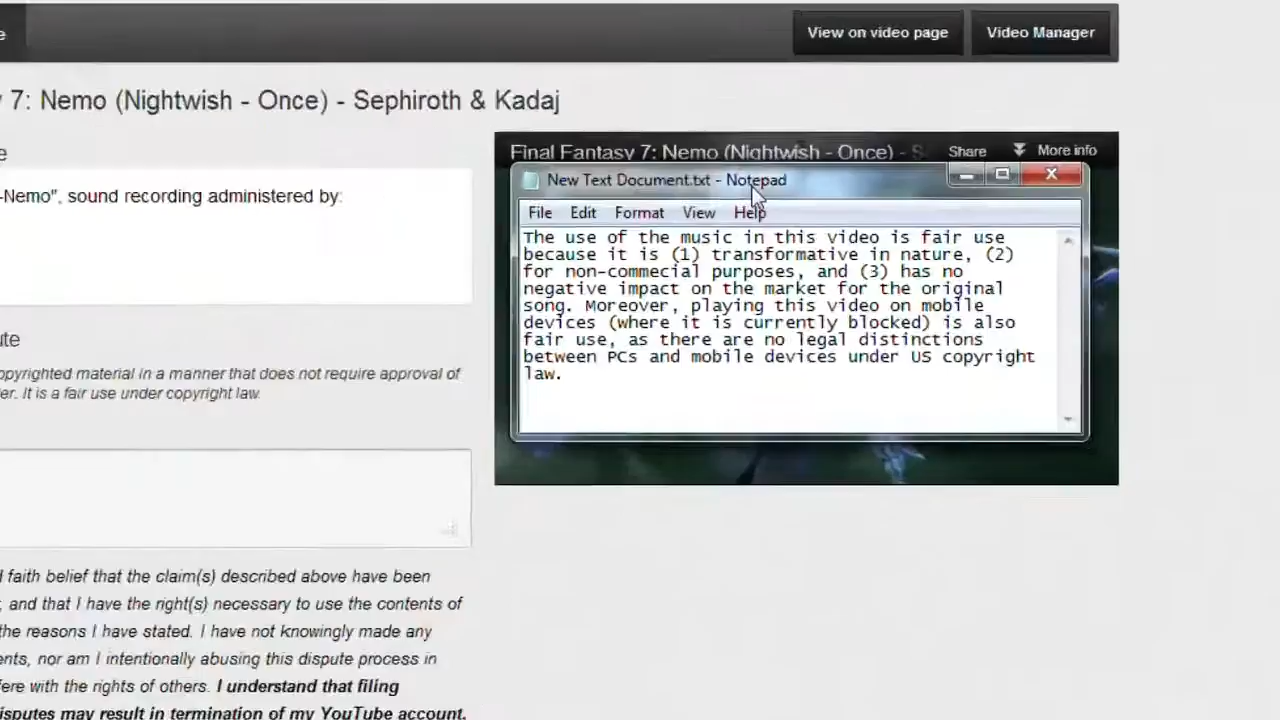 e
View on video page
Video Manager
7: Nemo (Nightwish - Once) - Sephiroth & Kadaj
e
-Nemo", sound recording administered by:
ute
opyrighted material in a manner that does not require approval of
er. It is a fair use under copyright law.
Final Fantasy 7: Nemo (Nightwish - Once) - S
Share
More info
New Text Document.txt - Notepad
File Edit Format View Help
The use of the music in this video is fair use
because it is (1) transformative in nature, (2)
for non-commecial purposes, and (3) has no
negative impact on the market for the original
song. Moreover, playing this video on mobile
devices (where it is currently blocked) is also
fair use, as there are no legal distinctions
between PCs and mobile devices under US copyright
law.
faith belief that the claim(s) described above have been
, and that I have the right(s) necessary to use the contents of
the reasons I have stated. I have not knowingly made any
ents, nor am I intentionally abusing this dispute process in
fere with the rights of others. I understand that filing
disputes may result in termination of my YouTube account.